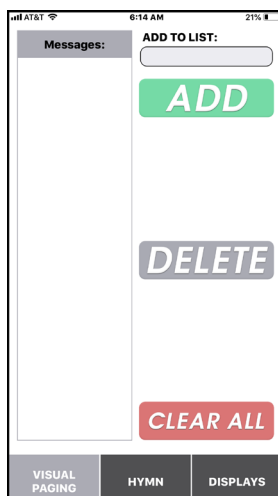 AT&T 6:14 AM 21%
Messages:
ADD TO LIST:
ADD
DELETE
CLEAR ALL
VISUAL
PAGING
HYMN
DISPLAYS